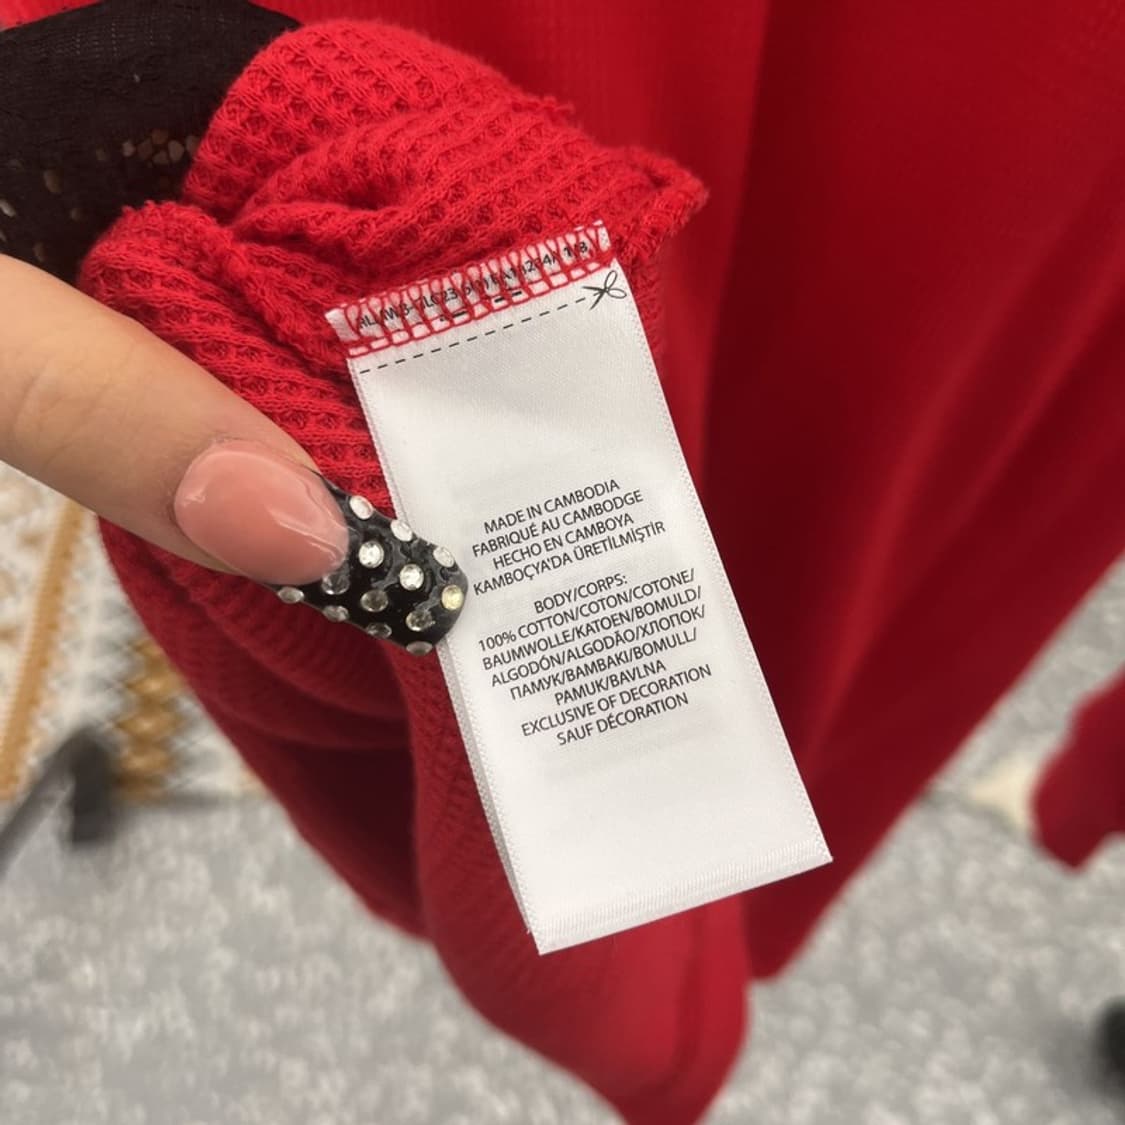 MADE IN CAMBODIA
FABRIQUÉ AU CAMBODGE
HECHO EN CAMBOYA
KAMBOÇYA'DA ÜRETİLMİŞTİR
BODY/CORPS:
100% COTTON/COTON/COTONE/
BAUMWOLLE/KATOEN/BOMULD/
ALGODÓN/ALGODÃO/ХЛОПОК/
ПАМУК/BAMBAKI/BOMULL/
PAMUK/BAVLNA
EXCLUSIVE OF DECORATION
SAUF DÉCORATION